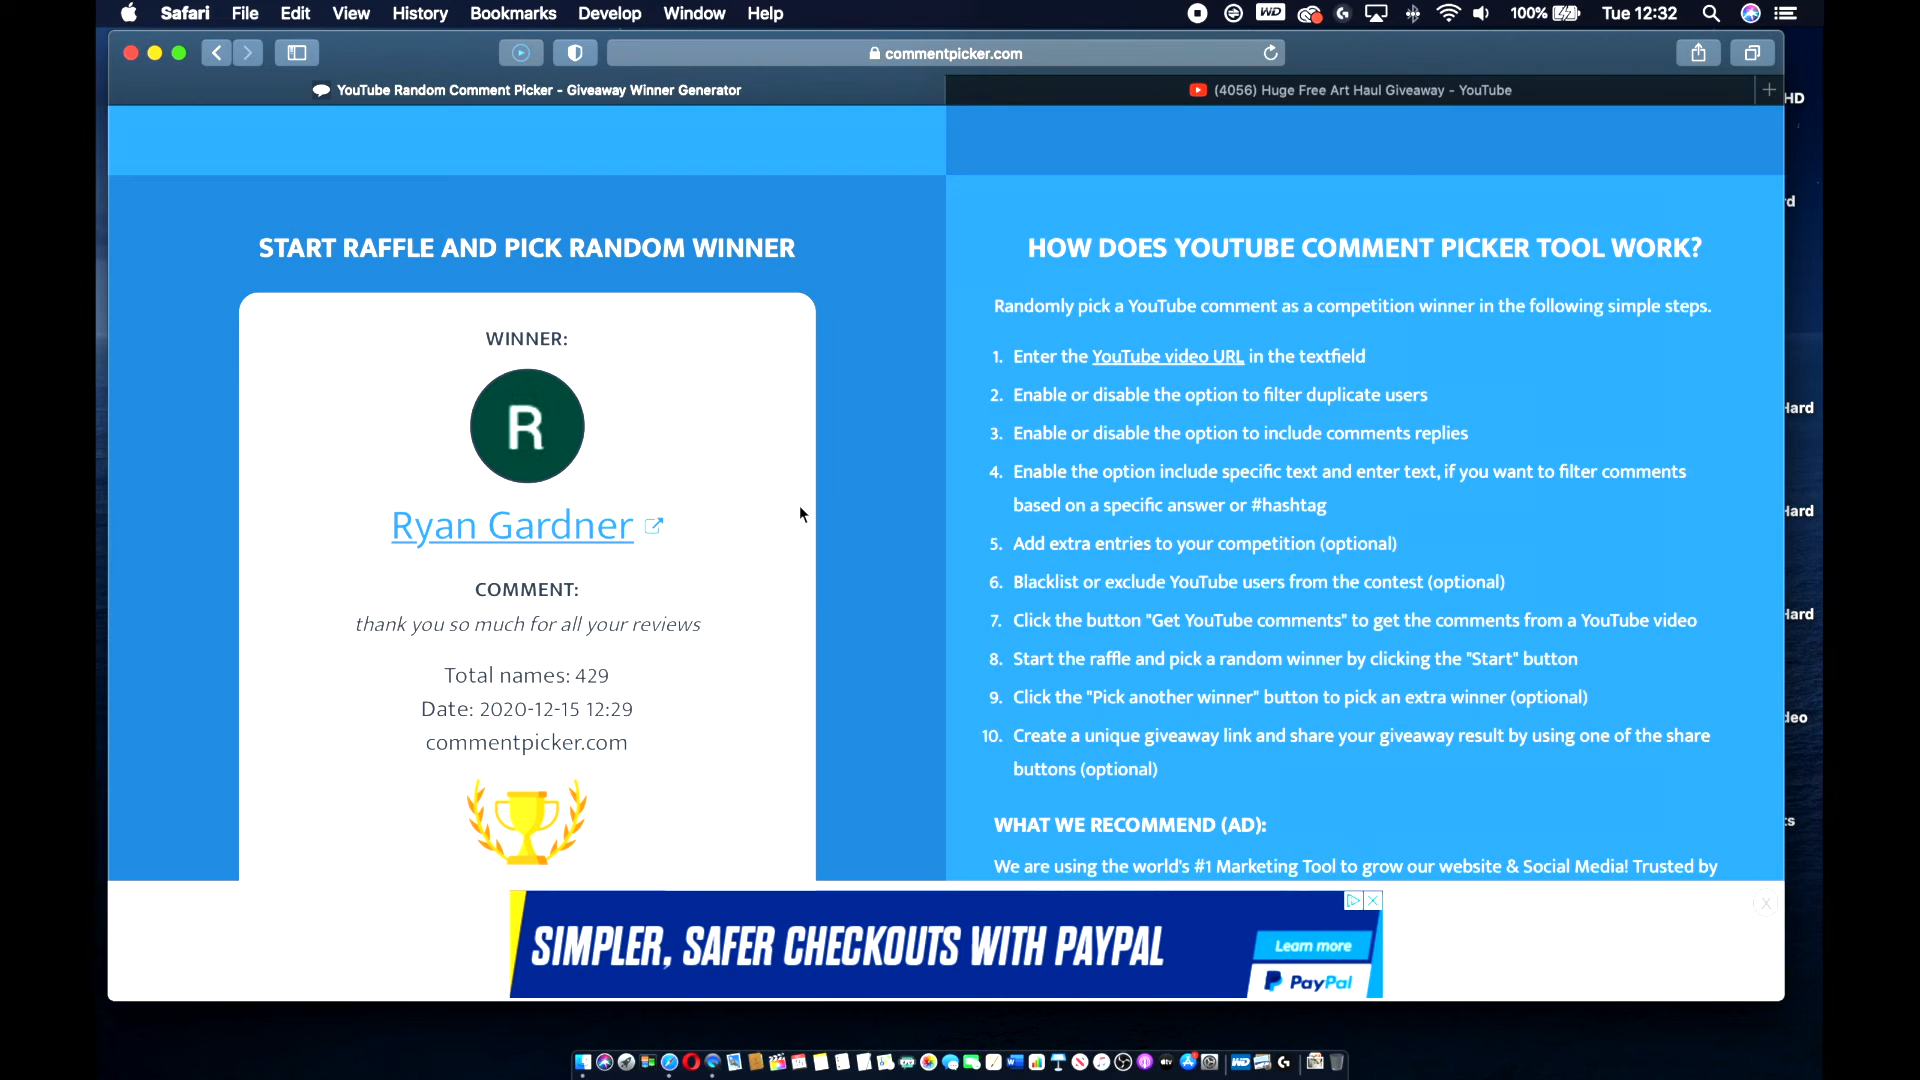 Safari File Edit View History Bookmarks Develop Window Help
WD
100%
Tue 12:32
commentpicker.com
YouTube Random Comment Picker - Giveaway Winner Generator
(4056) Huge Free Art Haul Giveaway - YouTube
HD
START RAFFLE AND PICK RANDOM WINNER
WINNER:
R
Ryan Gardner
COMMENT:
thank you so much for all your reviews
Total names: 429
Date: 2020-12-15 12:29
commentpicker.com
HOW DOES YOUTUBE COMMENT PICKER TOOL WORK?
Randomly pick a YouTube comment as a competition winner in the following simple steps.
1. Enter the YouTube video URL in the textfield
2. Enable or disable the option to filter duplicate users
3. Enable or disable the option to include comments replies
4. Enable the option include specific text and enter text, if you want to filter comments
based on a specific answer or #hashtag
5. Add extra entries to your competition (optional)
6. Blacklist or exclude YouTube users from the contest (optional)
7. Click the button "Get YouTube comments" to get the comments from a YouTube video
8. Start the raffle and pick a random winner by clicking the "Start" button
9. Click the "Pick another winner" button to pick an extra winner (optional)
10. Create a unique giveaway link and share your giveaway result by using one of the share
buttons (optional)
WHAT WE RECOMMEND (AD):
We are using the world's #1 Marketing Tool to grow our website & Social Media! Trusted by
SIMPLER, SAFER CHECKOUTS WITH PAYPAL
Learn more
PayPal
X